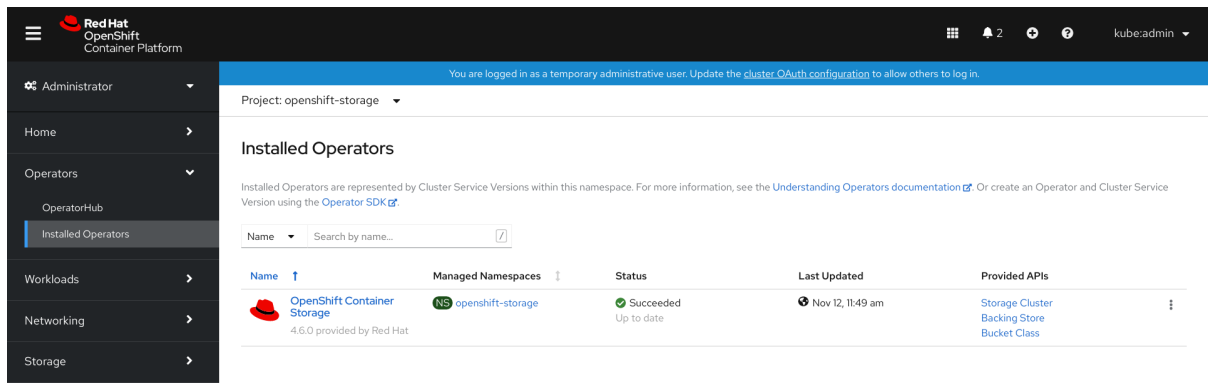 Red Hat
OpenShift
Container Platform
2
kube:admin
Administrator
You are logged in as a temporary administrative user. Update the cluster OAuth configuration to allow others to log in.
Project: openshift-storage
Home
Operators
OperatorHub
Installed Operators
Workloads
Networking
Storage
Installed Operators
Installed Operators are represented by Cluster Service Versions within this namespace. For more information, see the Understanding Operators documentation. Or create an Operator and Cluster Service
Version using the Operator SDK.
Name
Search by name...
/
Name Managed Namespaces Status Last Updated Provided APIs
OpenShift Container
Storage
4.6.0 provided by Red Hat
NS openshift-storage
Succeeded
Up to date
Nov 12, 11:49 am
Storage Cluster
Backing Store
Bucket Class